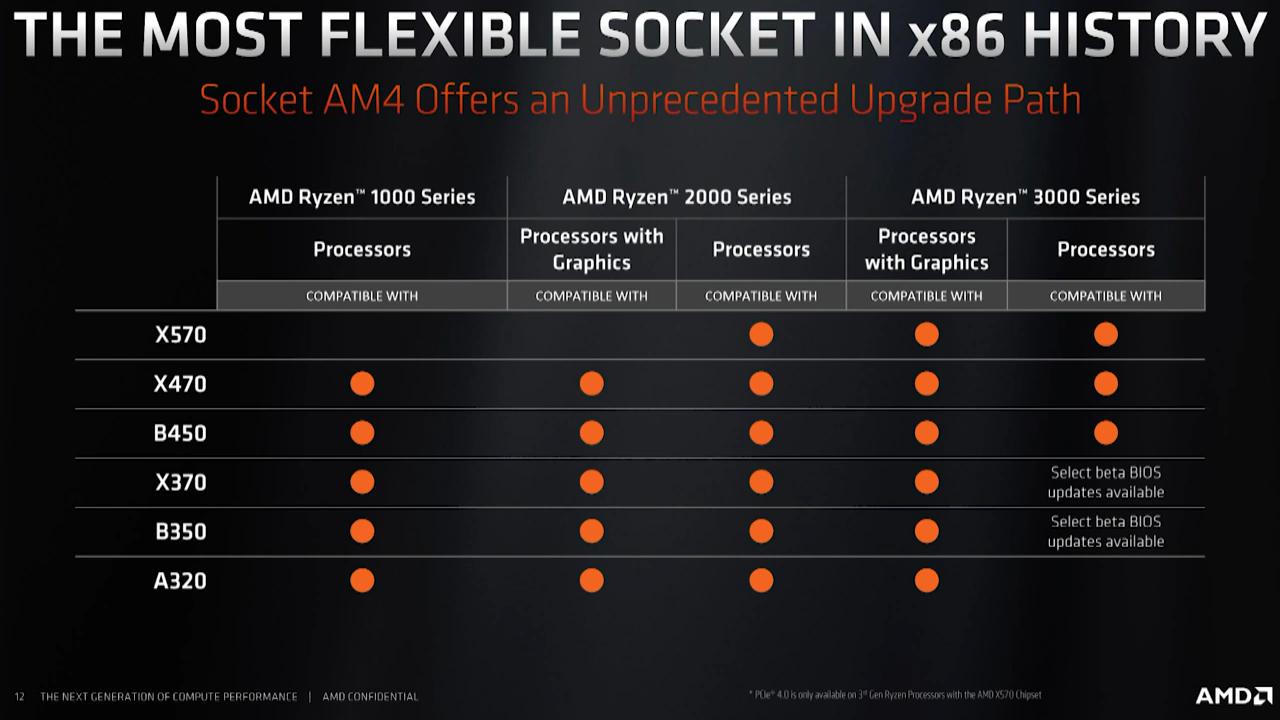 THE MOST FLEXIBLE SOCKET IN x86 HISTORY
Socket AM4 Offers an Unprecedented Upgrade Path
AMD Ryzen™ 1000 Series
AMD Ryzen™ 2000 Series
AMD Ryzen™ 3000 Series
Processors
Processors with
Graphics
Processors
Processors
with Graphics
Processors
COMPATIBLE WITH
COMPATIBLE WITH
COMPATIBLE WITH
COMPATIBLE WITH
COMPATIBLE WITH
X570
X470
B450
X370
Select beta BIOS
updates available
B350
Select beta BIOS
updates available
A320
12 THE NEXT GENERATION OF COMPUTE PERFORMANCE | AMD CONFIDENTIAL
* PCIe® 4.0 is only available on 3rd Gen Ryzen Processors with the AMD X570 Chipset
AMD